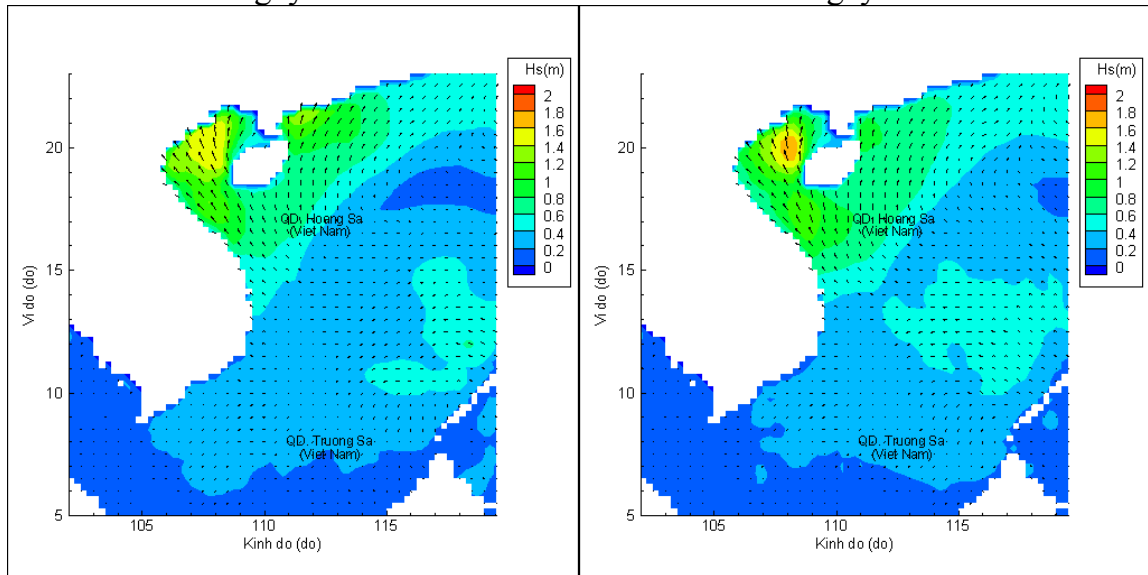 Hs(m)
2
1.8
1.6
1.4
1.2
1
0.8
0.6
0.4
0.2
0
20
15
10
5
105
110
115
Vi do (do)
Kinh do (do)
QD. Hoang Sa
(Viet Nam)
QD. Truong Sa
(Viet Nam)
Hs(m)
2
1.8
1.6
1.4
1.2
1
0.8
0.6
0.4
0.2
0
20
15
10
5
105
110
115
Vi do (do)
Kinh do (do)
QD. Hoang Sa
(Viet Nam)
QD. Truong Sa
(Viet Nam)